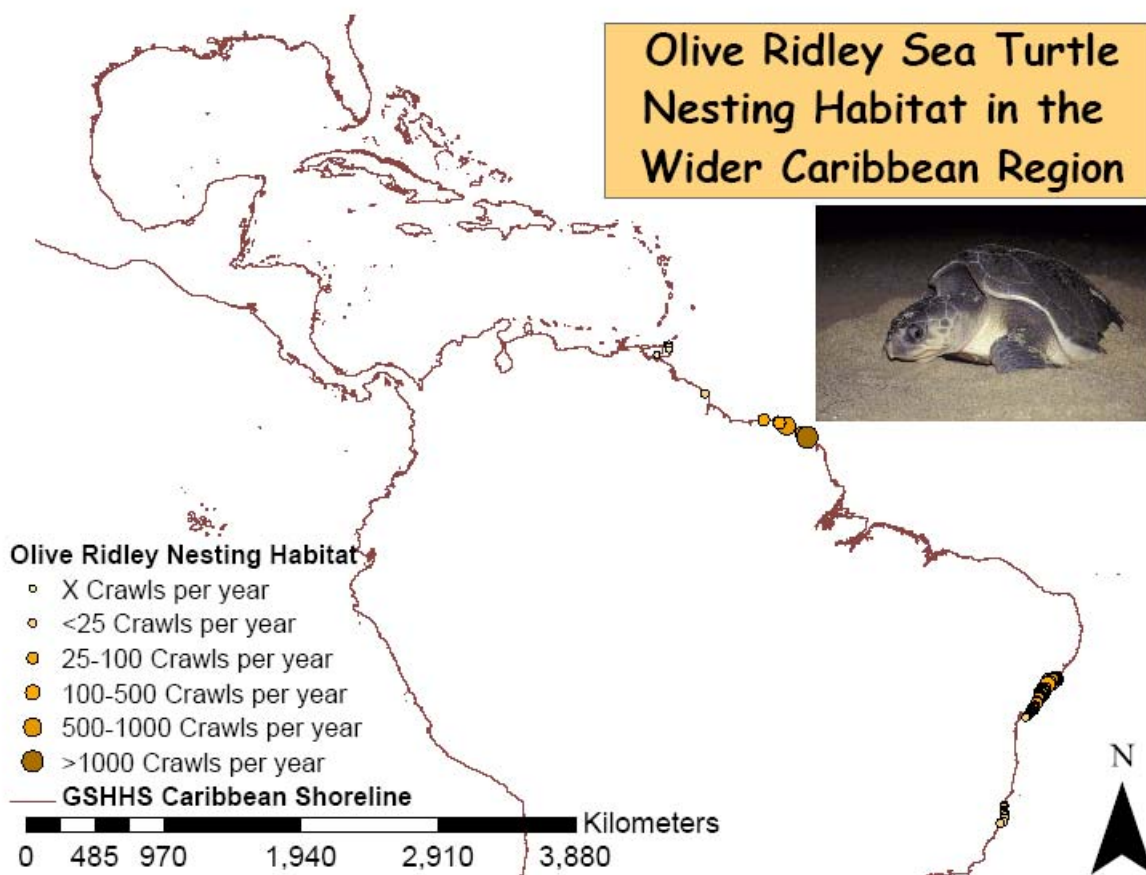 Olive Ridley Sea Turtle
Nesting Habitat in the
Wider Caribbean Region
Olive Ridley Nesting Habitat
X Crawls per year
<25 Crawls per year
25-100 Crawls per year
100-500 Crawls per year
500-1000 Crawls per year
>1000 Crawls per year
GSHHS Caribbean Shoreline
Kilometers
0 485 970 1,940 2,910 3,880
N